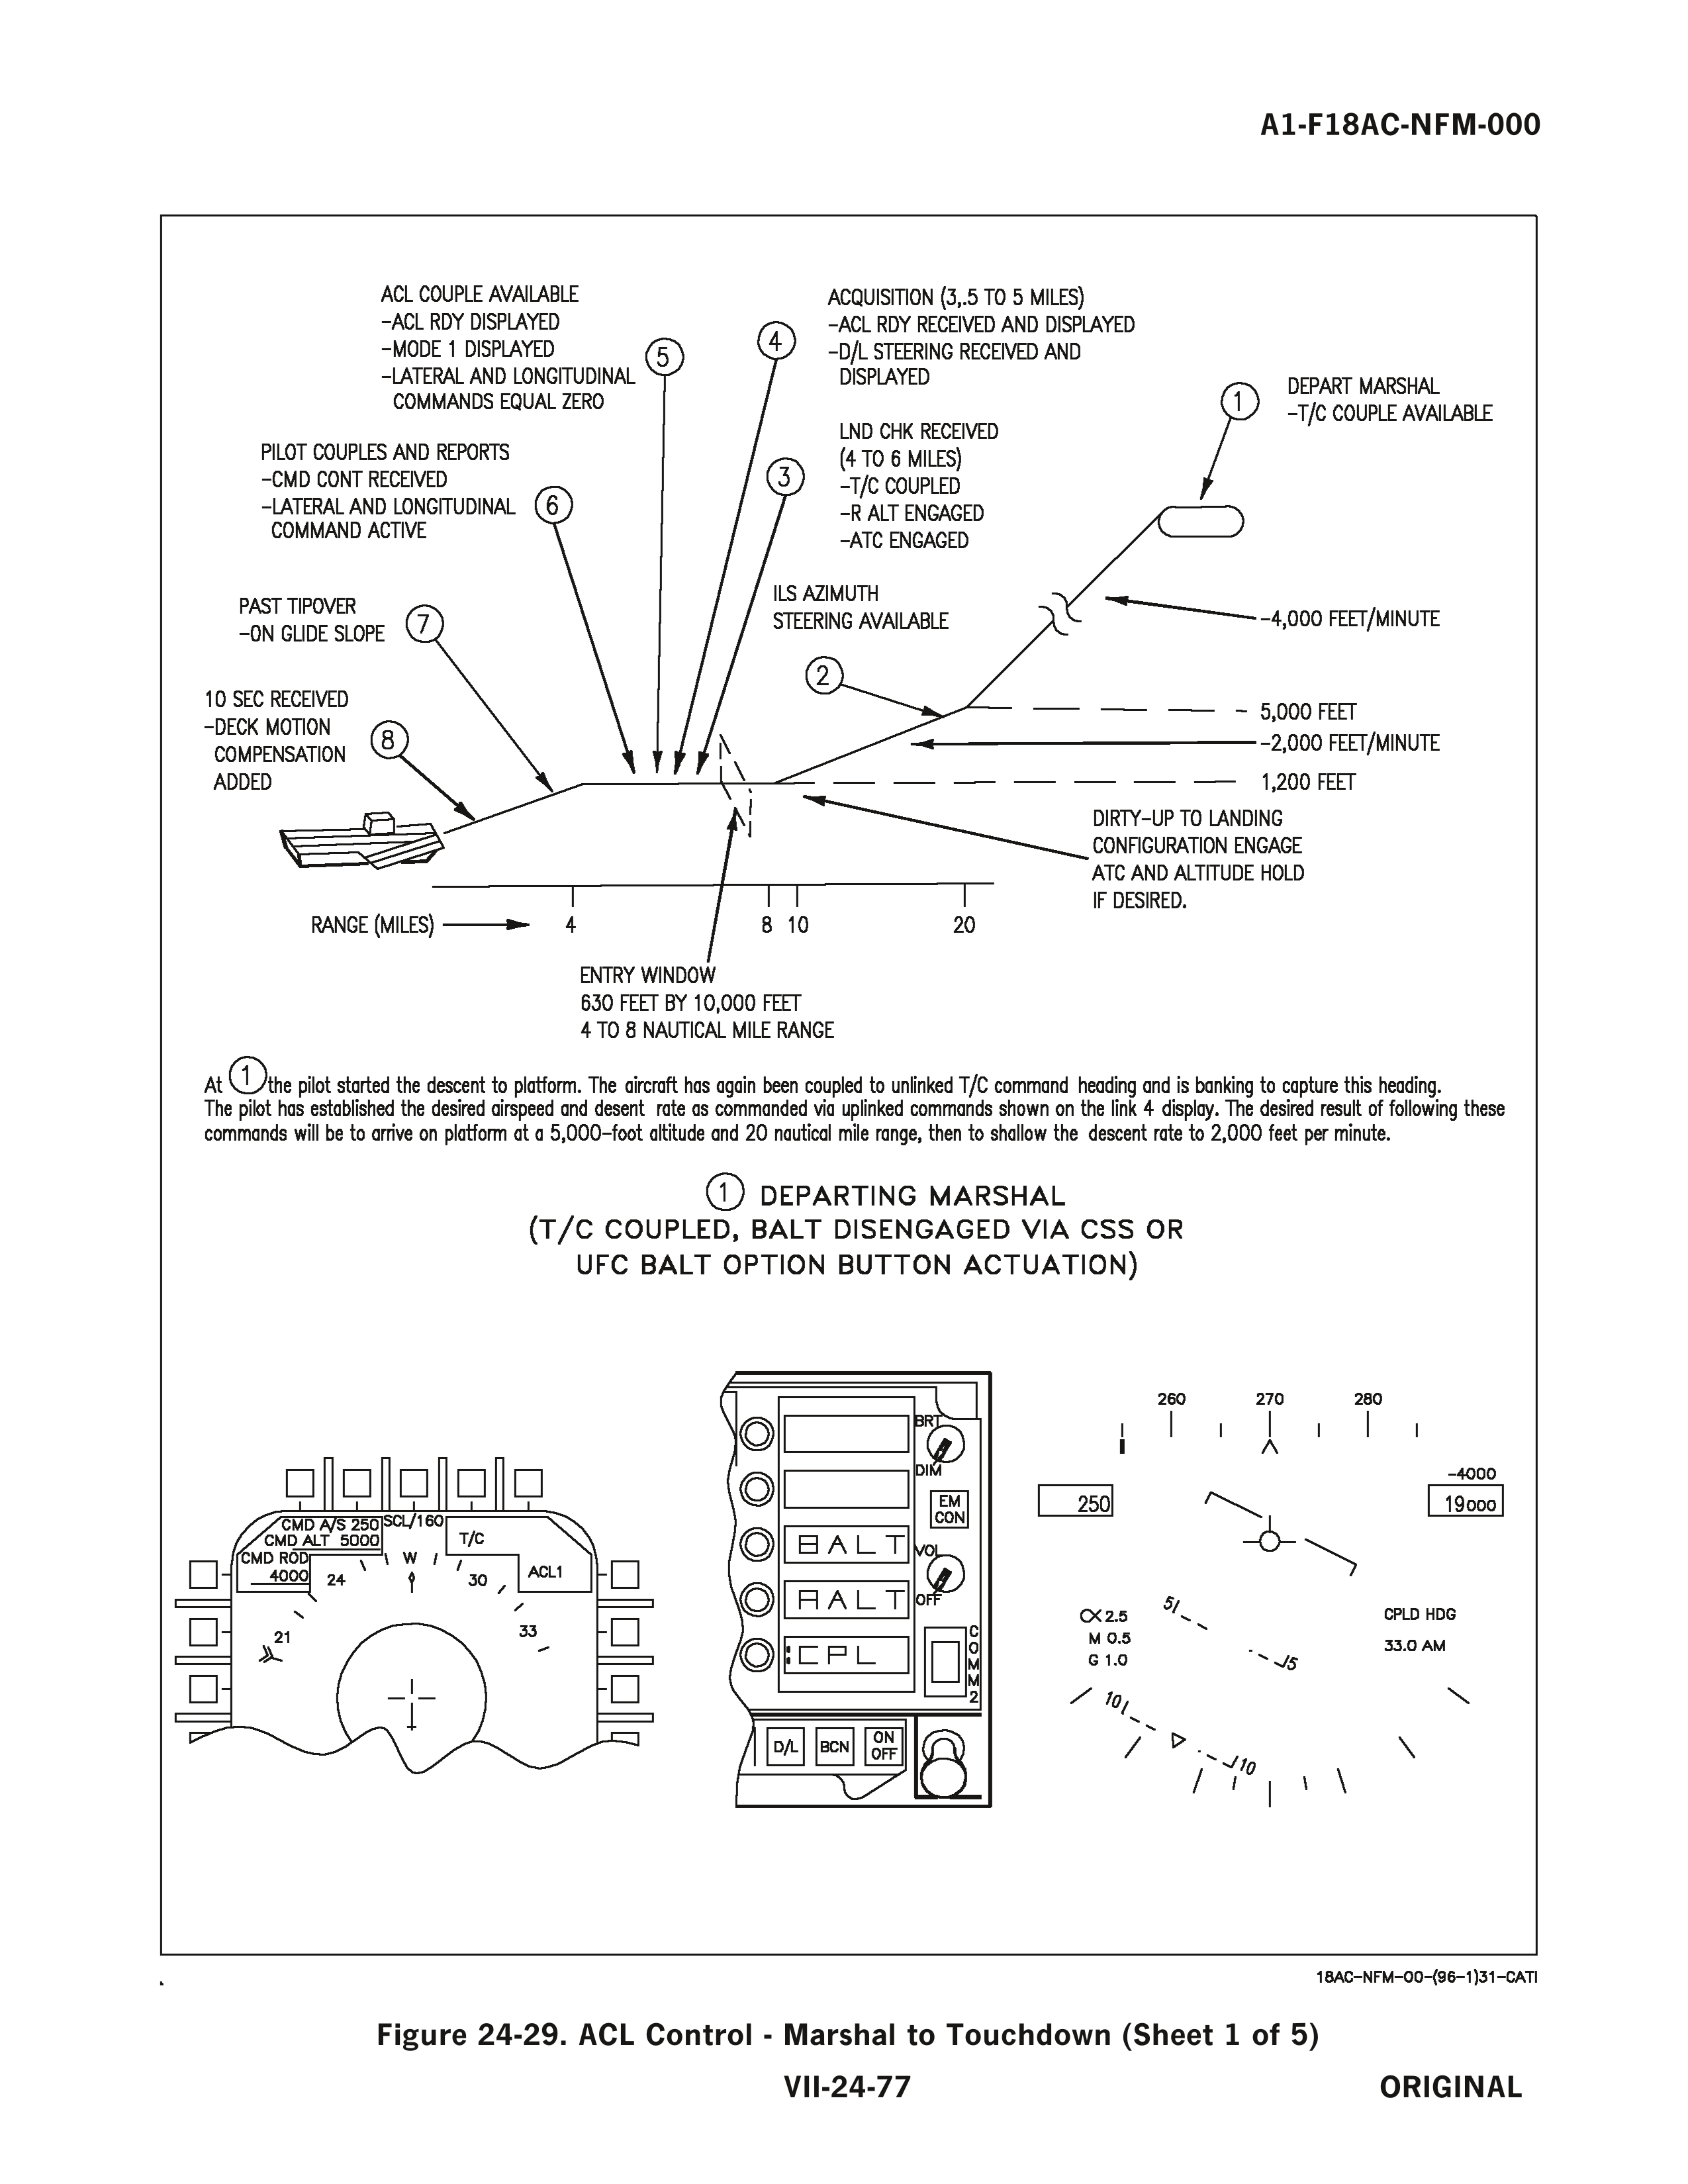 A1-F18AC-NFM-000
ACL COUPLE AVAILABLE
-ACL RDY DISPLAYED
-MODE 1 DISPLAYED
-LATERAL AND LONGITUDINAL
COMMANDS EQUAL ZERO
5
4
ACQUISITION (3,.5 TO 5 MILES)
-ACL RDY RECEIVED AND DISPLAYED
-D/L STEERING RECEIVED AND
DISPLAYED
1
DEPART MARSHAL
-T/C COUPLE AVAILABLE
PILOT COUPLES AND REPORTS
-CMD CONT RECEIVED
-LATERAL AND LONGITUDINAL
COMMAND ACTIVE
6
3
LND CHK RECEIVED
(4 TO 6 MILES)
-T/C COUPLED
-R ALT ENGAGED
-ATC ENGAGED
PAST TIPOVER
-ON GLIDE SLOPE
7
ILS AZIMUTH
STEERING AVAILABLE
2
-4,000 FEET/MINUTE
10 SEC RECEIVED
-DECK MOTION
COMPENSATION
ADDED
8
5,000 FEET
-2,000 FEET/MINUTE
1,200 FEET
DIRTY-UP TO LANDING
CONFIGURATION ENGAGE
ATC AND ALTITUDE HOLD
IF DESIRED.
RANGE (MILES)
4
8
10
20
ENTRY WINDOW
630 FEET BY 10,000 FEET
4 TO 8 NAUTICAL MILE RANGE
At 1 the pilot started the descent to platform. The aircraft has again been coupled to unlinked T/C command heading and is banking to capture this heading.
The pilot has established the desired airspeed and desent rate as commanded via uplinked commands shown on the link 4 display. The desired result of following these
commands will be to arrive on platform at a 5,000-foot altitude and 20 nautical mile range, then to shallow the descent rate to 2,000 feet per minute.
1 DEPARTING MARSHAL
(T/C COUPLED, BALT DISENGAGED VIA CSS OR
UFC BALT OPTION BUTTON ACTUATION)
CMD A/S 250
CMD ALT 5000
CMD ROD
4000
SCL/160
T/C
ACL1
21
24
W
30
33
BRT
DIM
EM
CON
BALT
VOL
RALT
OFF
:CPL
COMM2
D/L
BCN
ON
OFF
260
270
280
250
-4000
19000
α 2.5
M 0.5
G 1.0
5
5
CPLD HDG
33.0 AM
10
10
18AC-NFM-00-(96-1)31-CATI
Figure 24-29. ACL Control - Marshal to Touchdown (Sheet 1 of 5)
VII-24-77
ORIGINAL